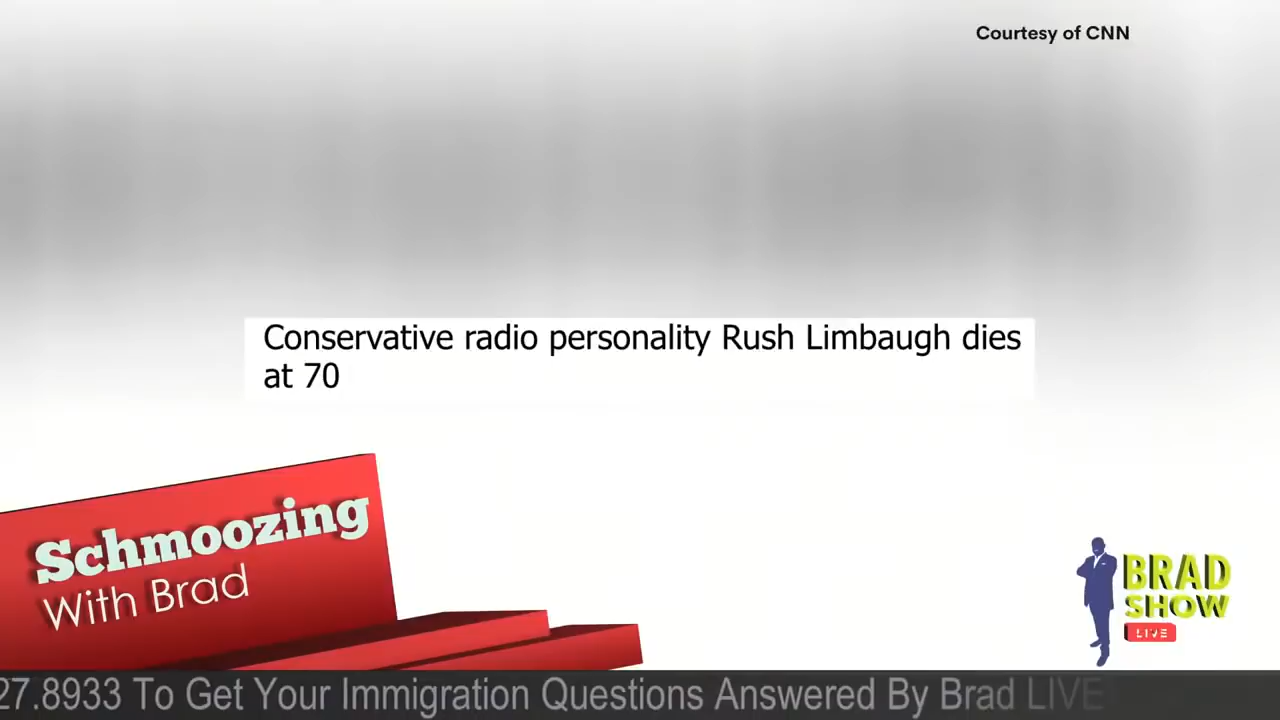 Courtesy of CNN
Conservative radio personality Rush Limbaugh dies
at 70
Schmoozing
With Brad
BRAD
SHOW
LIVE
27.8933 To Get Your Immigration Questions Answered By Brad LIVE